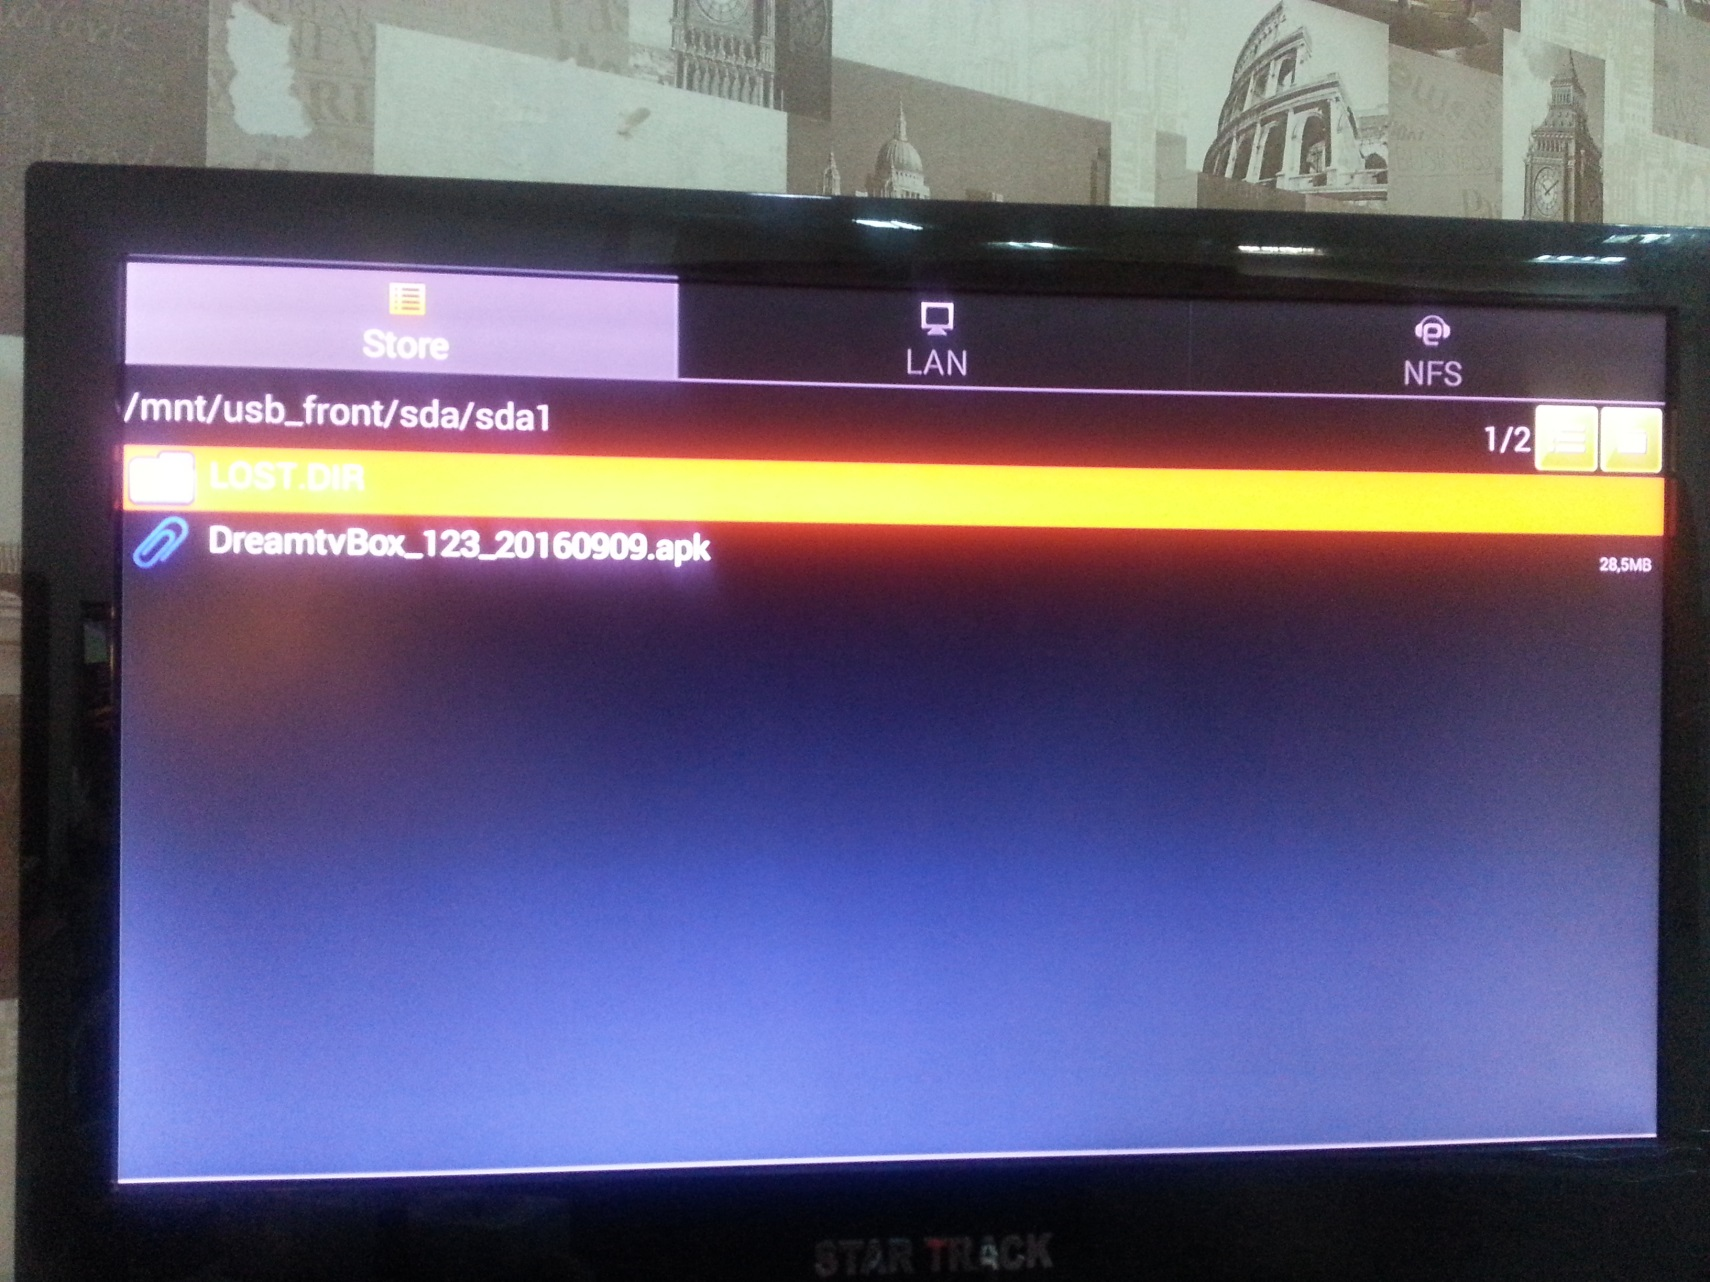 Store
LAN
NFS
/mnt/usb_front/sda/sda1
1/2
LOST.DIR
DreamtvBox_123_20160909.apk
28,5MB
STAR TRACK